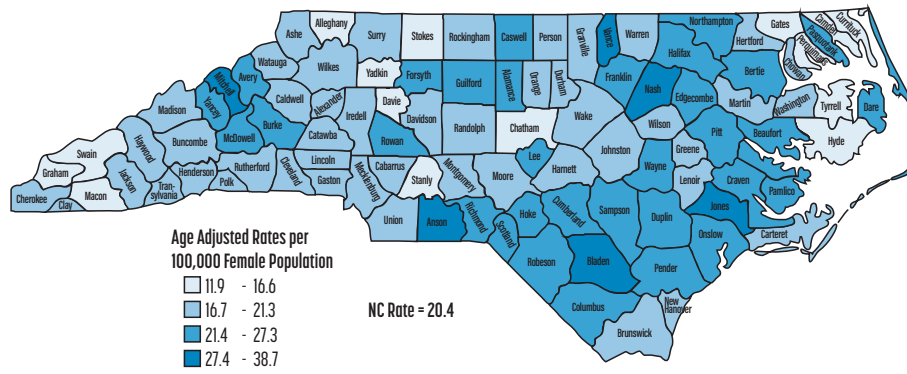 Ashe
Alleghany
Surry
Stokes
Rockingham
Caswell
Person
Granville
Vance
Warren
Northampton
Gates
Camden
Currituck
Pasquotank
Perquimans
Chowan
Hertford
Halifax
Bertie
Watauga
Wilkes
Yadkin
Forsyth
Guilford
Alamance
Orange
Durham
Franklin
Nash
Edgecombe
Martin
Washington
Tyrrell
Dare
Mitchell
Avery
Caldwell
Alexander
Iredell
Davie
Davidson
Randolph
Chatham
Wake
Wilson
Pitt
Beaufort
Hyde
Madison
Yancey
McDowell
Burke
Catawba
Rowan
Lee
Johnston
Greene
Wayne
Swain
Haywood
Buncombe
Rutherford
Cleveland
Lincoln
Gaston
Mecklenburg
Cabarrus
Stanly
Montgomery
Moore
Harnett
Lenoir
Craven
Pamlico
Graham
Cherokee
Clay
Macon
Jackson
Tran-
sylvania
Henderson
Polk
Union
Anson
Richmond
Scotland
Hoke
Cumberland
Sampson
Duplin
Jones
Onslow
Carteret
Robeson
Bladen
Pender
Columbus
Brunswick
New
Hanover
Age Adjusted Rates per
100,000 Female Population
11.9 - 16.6
16.7 - 21.3
21.4 - 27.3
27.4 - 38.7
NC Rate = 20.4